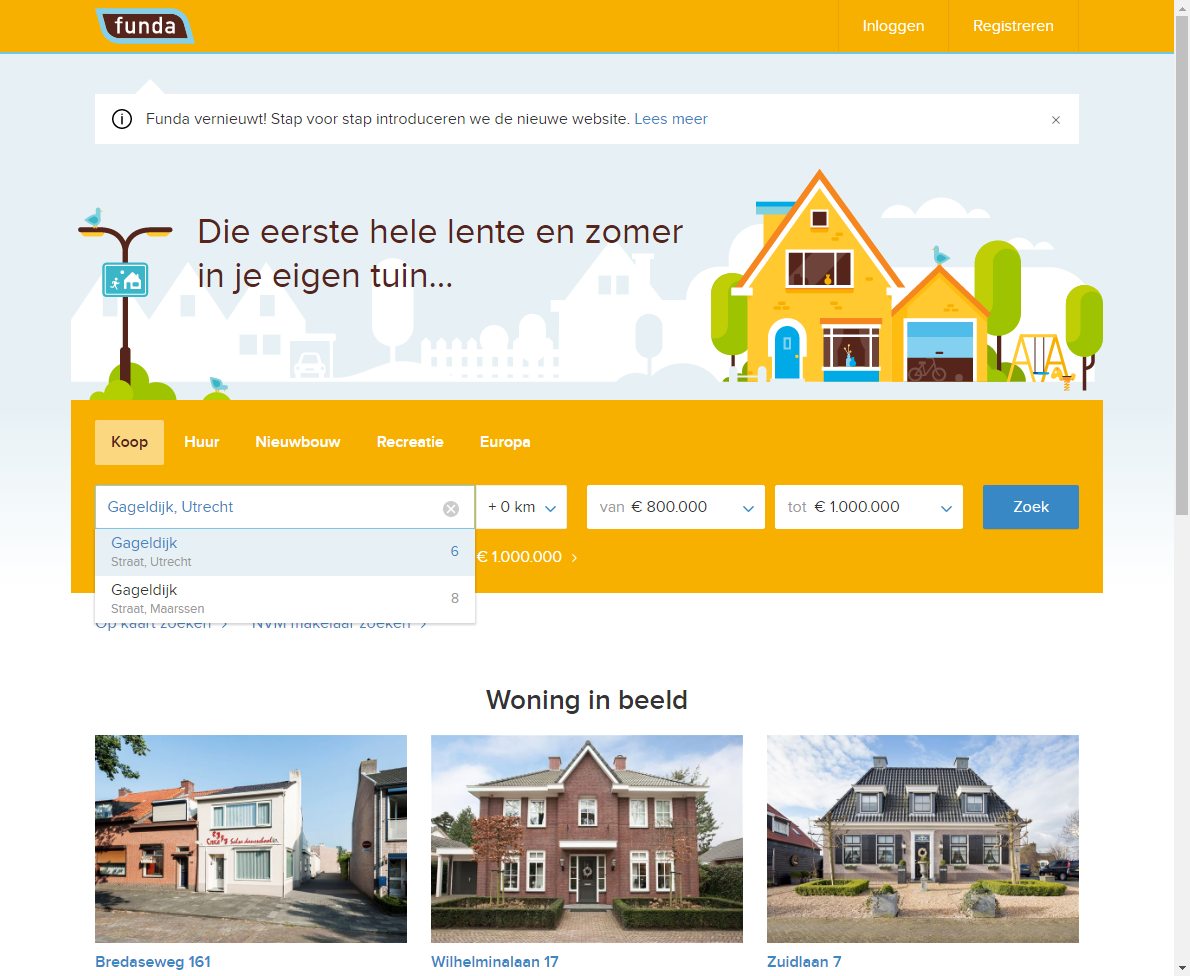 funda
Inloggen
Registreren
Funda vernieuwt! Stap voor stap introduceren we de nieuwe website. Lees meer
Die eerste hele lente en zomer
in je eigen tuin...
Koop
Huur
Nieuwbouw
Recreatie
Europa
Gageldijk, Utrecht
+ 0 km
van € 800.000
tot € 1.000.000
Zoek
Gageldijk
6
Straat, Utrecht
€ 1.000.000
Gageldijk
8
Straat, Maarssen
Op kaart zoeken
NVM makelaar zoeken
Woning in beeld
Bredaseweg 161
Wilhelminalaan 17
Zuidlaan 7